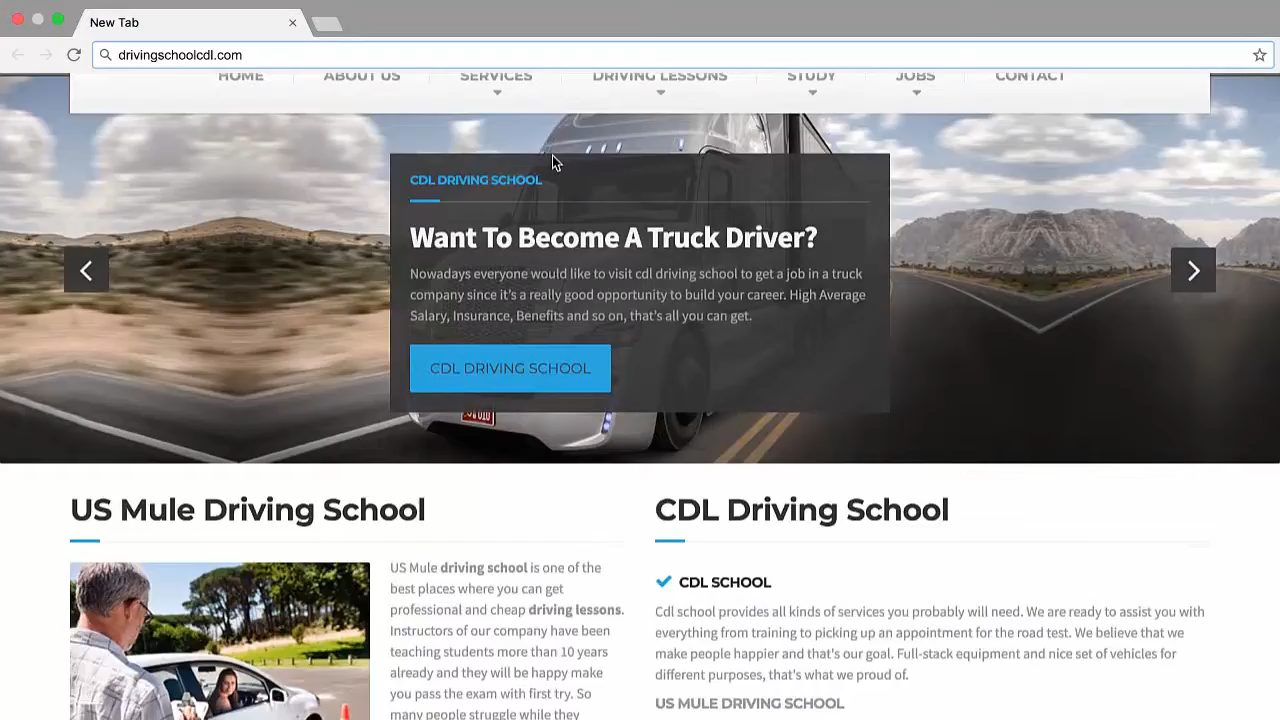 New Tab
drivingschoolcdl.com
HOME ABOUT US SERVICES DRIVING LESSONS STUDY JOBS CONTACT
CDL DRIVING SCHOOL
Want To Become A Truck Driver?
Nowadays everyone would like to visit cdl driving school to get a job in a truck
company since it's a really good opportunity to build your career. High Average
Salary, Insurance, Benefits and so on, that's all you can get.
CDL DRIVING SCHOOL
US Mule Driving School
US Mule driving school is one of the
best places where you can get
professional and cheap driving lessons.
Instructors of our company have been
teaching students more than 10 years
already and they will be happy make
you pass the exam with first try. So
many people struggle while they
CDL Driving School
CDL SCHOOL
Cdl school provides all kinds of services you probably will need. We are ready to assist you with
everything from training to picking up an appointment for the road test. We believe that we
make people happier and that's our goal. Full-stack equipment and nice set of vehicles for
different purposes, that's what we proud of.
US MULE DRIVING SCHOOL